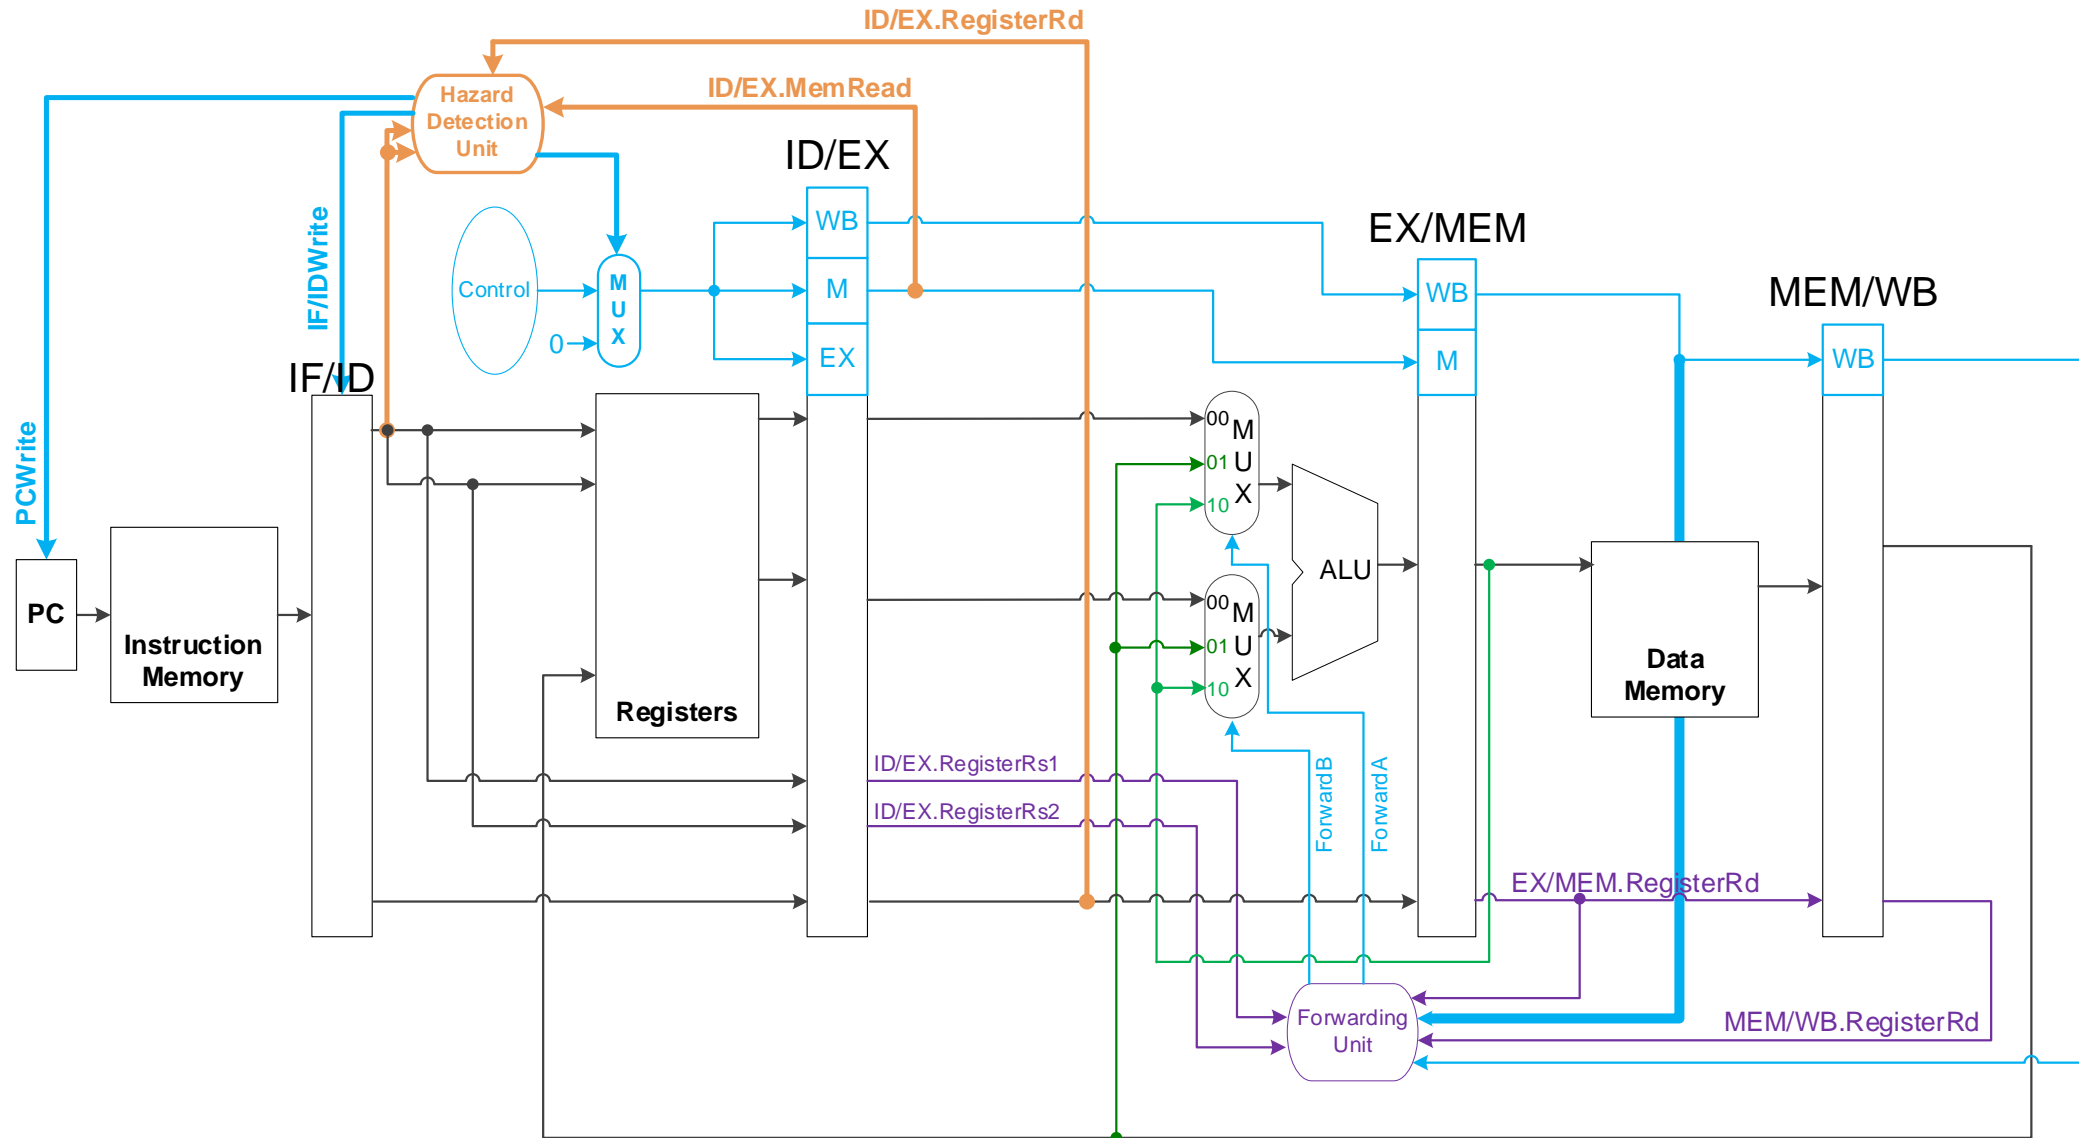 ID/EX.RegisterRd
Hazard
Detection
Unit
ID/EX.MemRead
ID/EX
IF/IDWrite
PCWrite
Control
0
M
U
X
WB
M
EX
EX/MEM
WB
M
MEM/WB
WB
IF/ID
PC
Instruction
Memory
Registers
00
01
10
M
U
X
00
01
10
M
U
X
ALU
Data
Memory
ID/EX.RegisterRs1
ID/EX.RegisterRs2
ForwardB
ForwardA
EX/MEM.RegisterRd
Forwarding
Unit
MEM/WB.RegisterRd